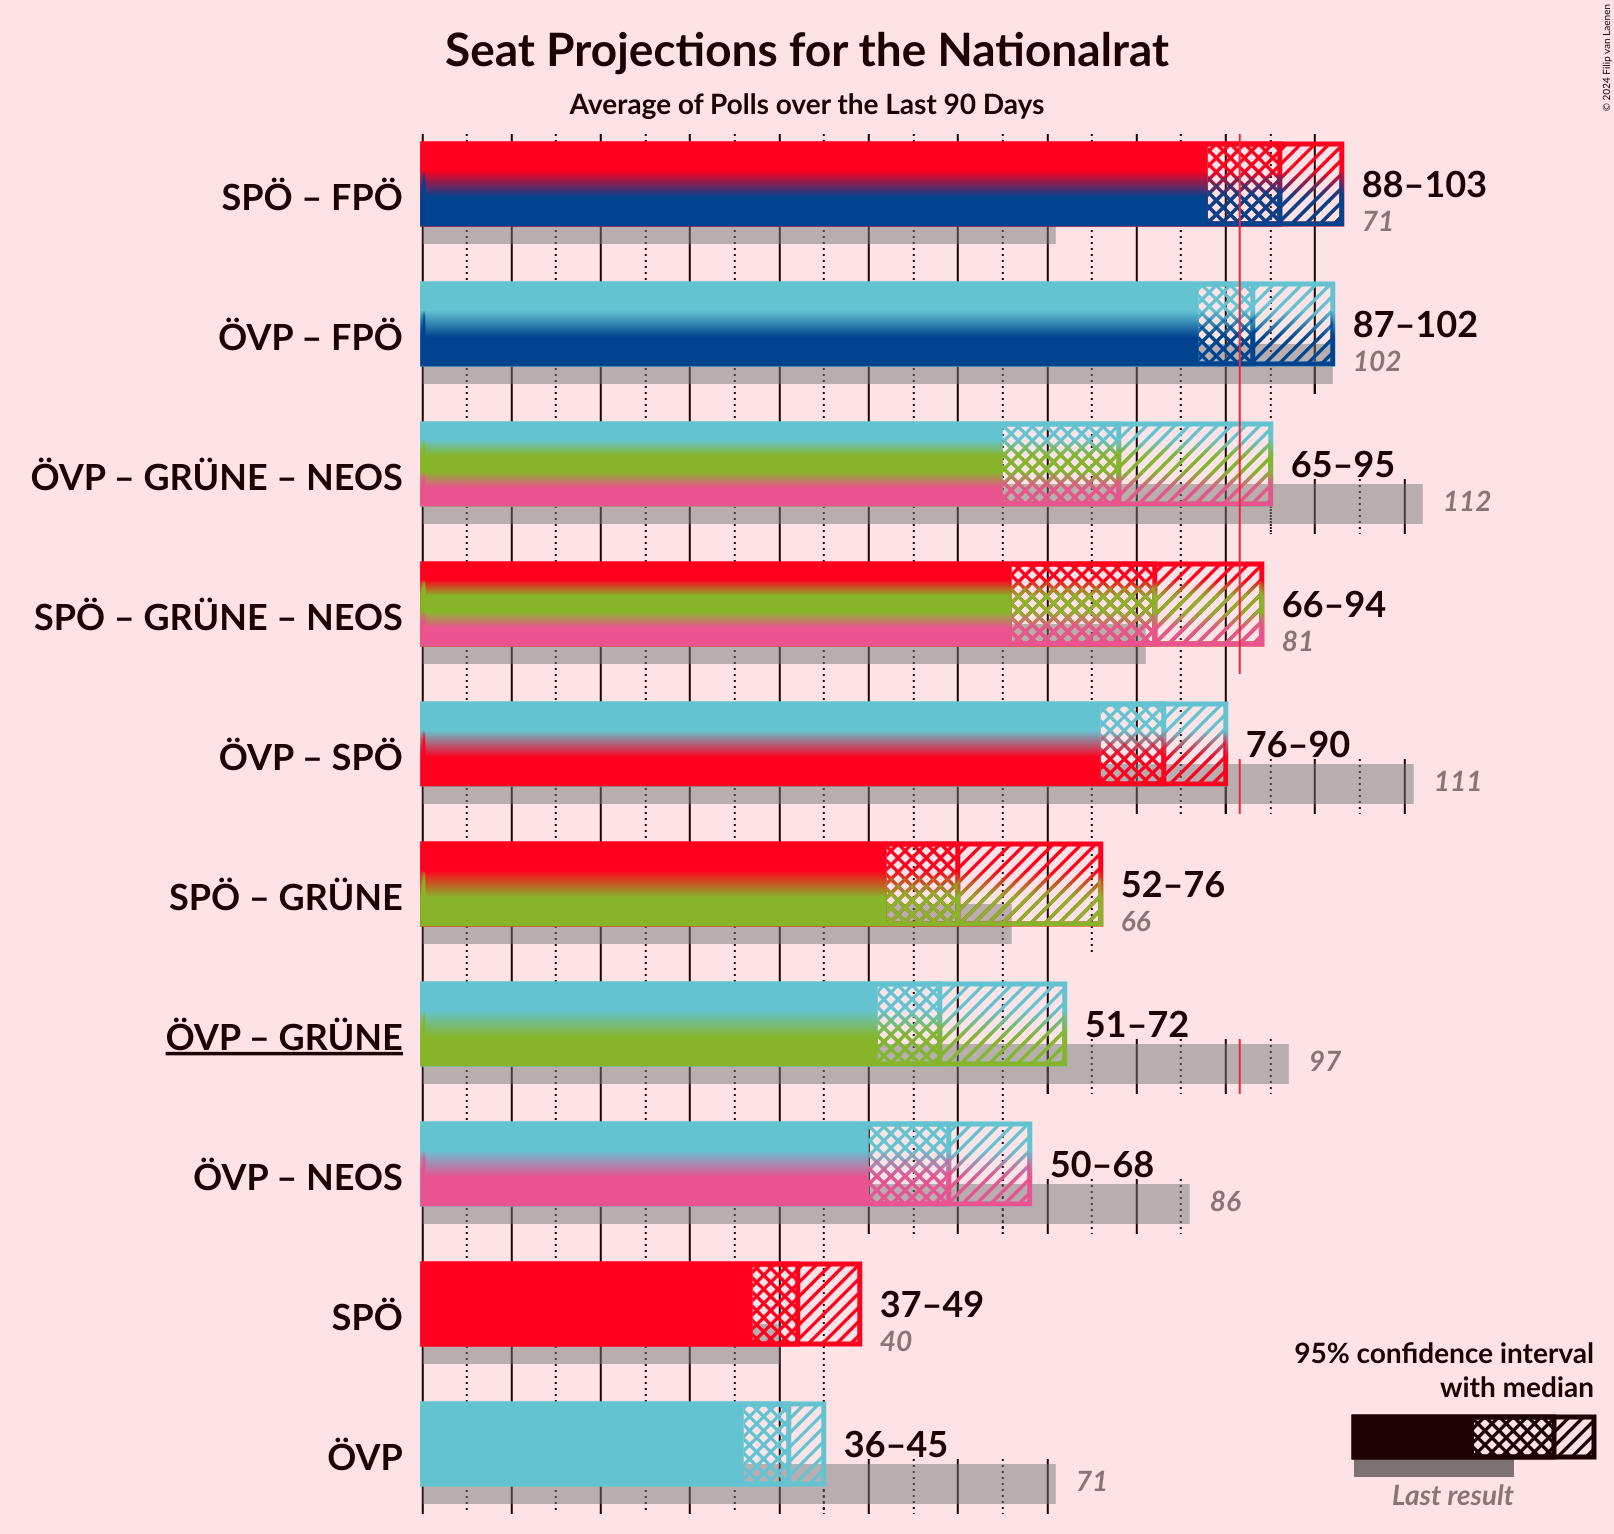 Seat Projections for the Nationalrat
Average of Polls over the Last 90 Days
© 2024 Filip van Laenen
SPÖ – FPÖ
88–103
71
ÖVP – FPÖ
87–102
102
ÖVP – GRÜNE – NEOS
65–95
112
SPÖ – GRÜNE – NEOS
66–94
81
ÖVP – SPÖ
76–90
111
SPÖ – GRÜNE
52–76
66
ÖVP – GRÜNE
51–72
97
ÖVP – NEOS
50–68
86
SPÖ
37–49
40
ÖVP
36–45
71
95% confidence interval
with median
Last result